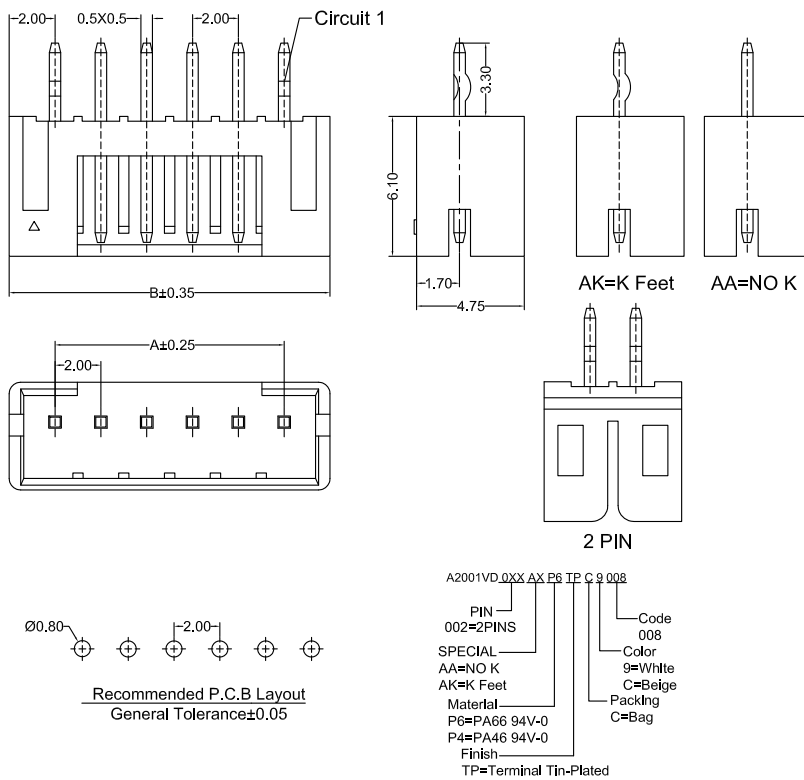 2.00
0.5X0.5
2.00
Circuit 1
3.30
6.10
B±0.35
1.70
4.75
AK=K Feet
AA=NO K
A±0.25
2.00
2 PIN
Ø0.80
2.00
Recommended P.C.B Layout
General Tolerance±0.05
A2001VD 0XX AX P6 TP C 9 008
PIN
002=2PINS
SPECIAL
AA=NO K
AK=K Feet
Material
P6=PA66 94V-0
P4=PA46 94V-0
Finish
TP=Terminal Tin-Plated
Code
008
Color
9=White
C=Beige
Packing
C=Bag